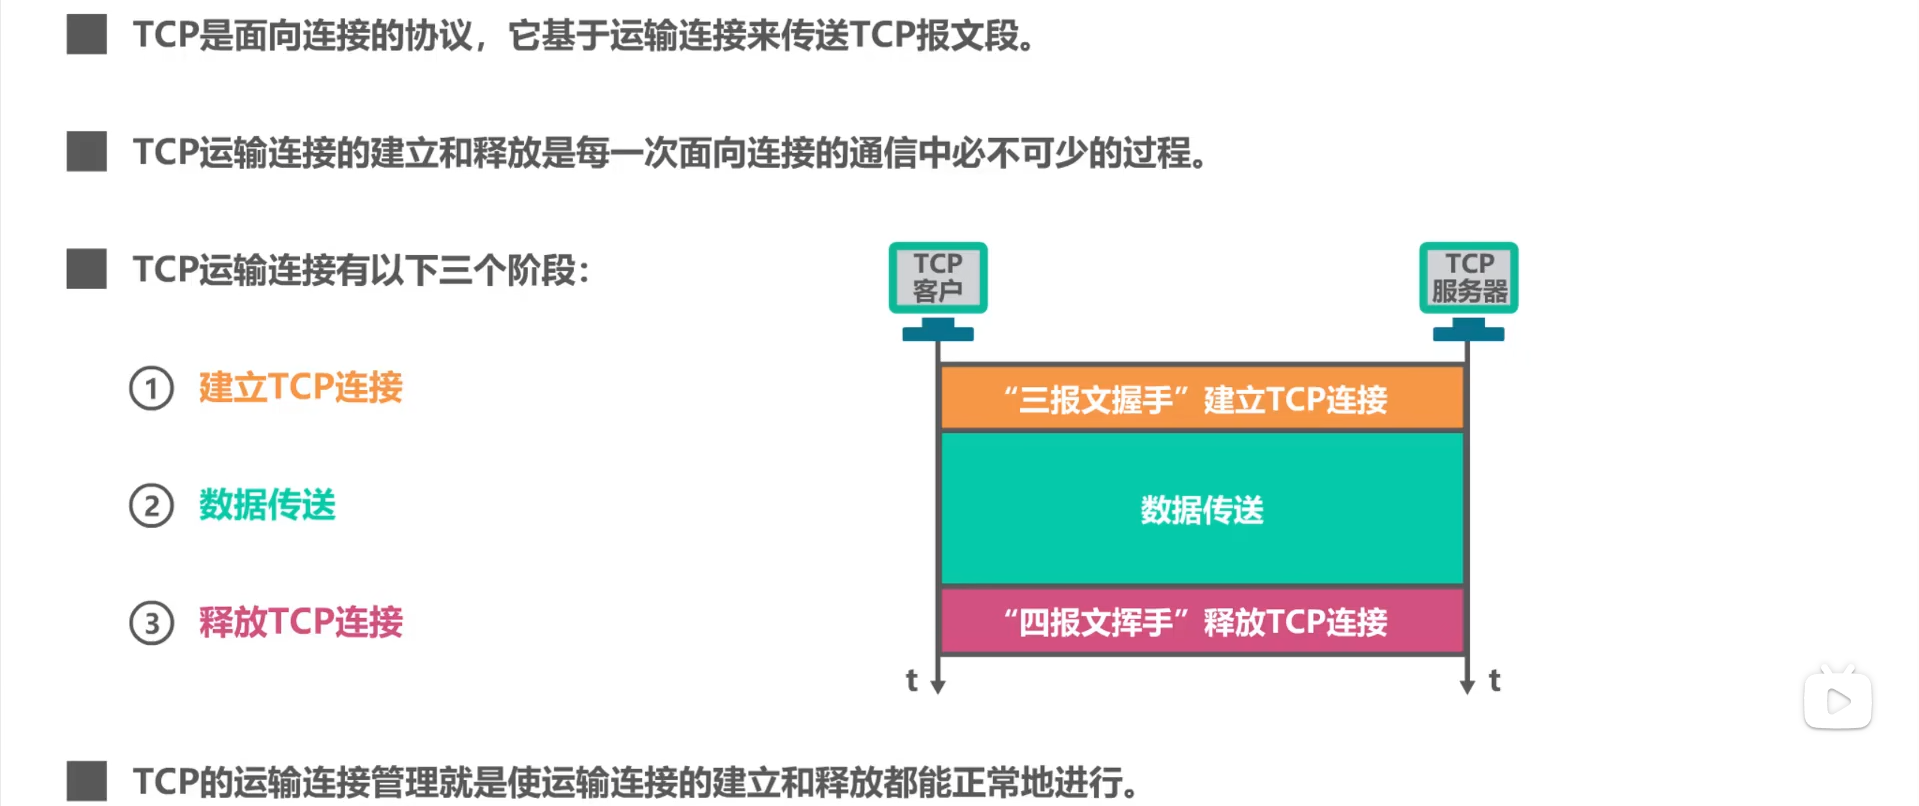 TCP是面向连接的协议，它基于运输连接来传送TCP报文段。
TCP运输连接的建立和释放是每一次面向连接的通信中必不可少的过程。
TCP运输连接有以下三个阶段：
① 建立TCP连接
② 数据传送
③ 释放TCP连接
TCP
客户
TCP
服务器
“三报文握手”建立TCP连接
数据传送
“四报文挥手”释放TCP连接
t
t
TCP的运输连接管理就是使运输连接的建立和释放都能正常地进行。